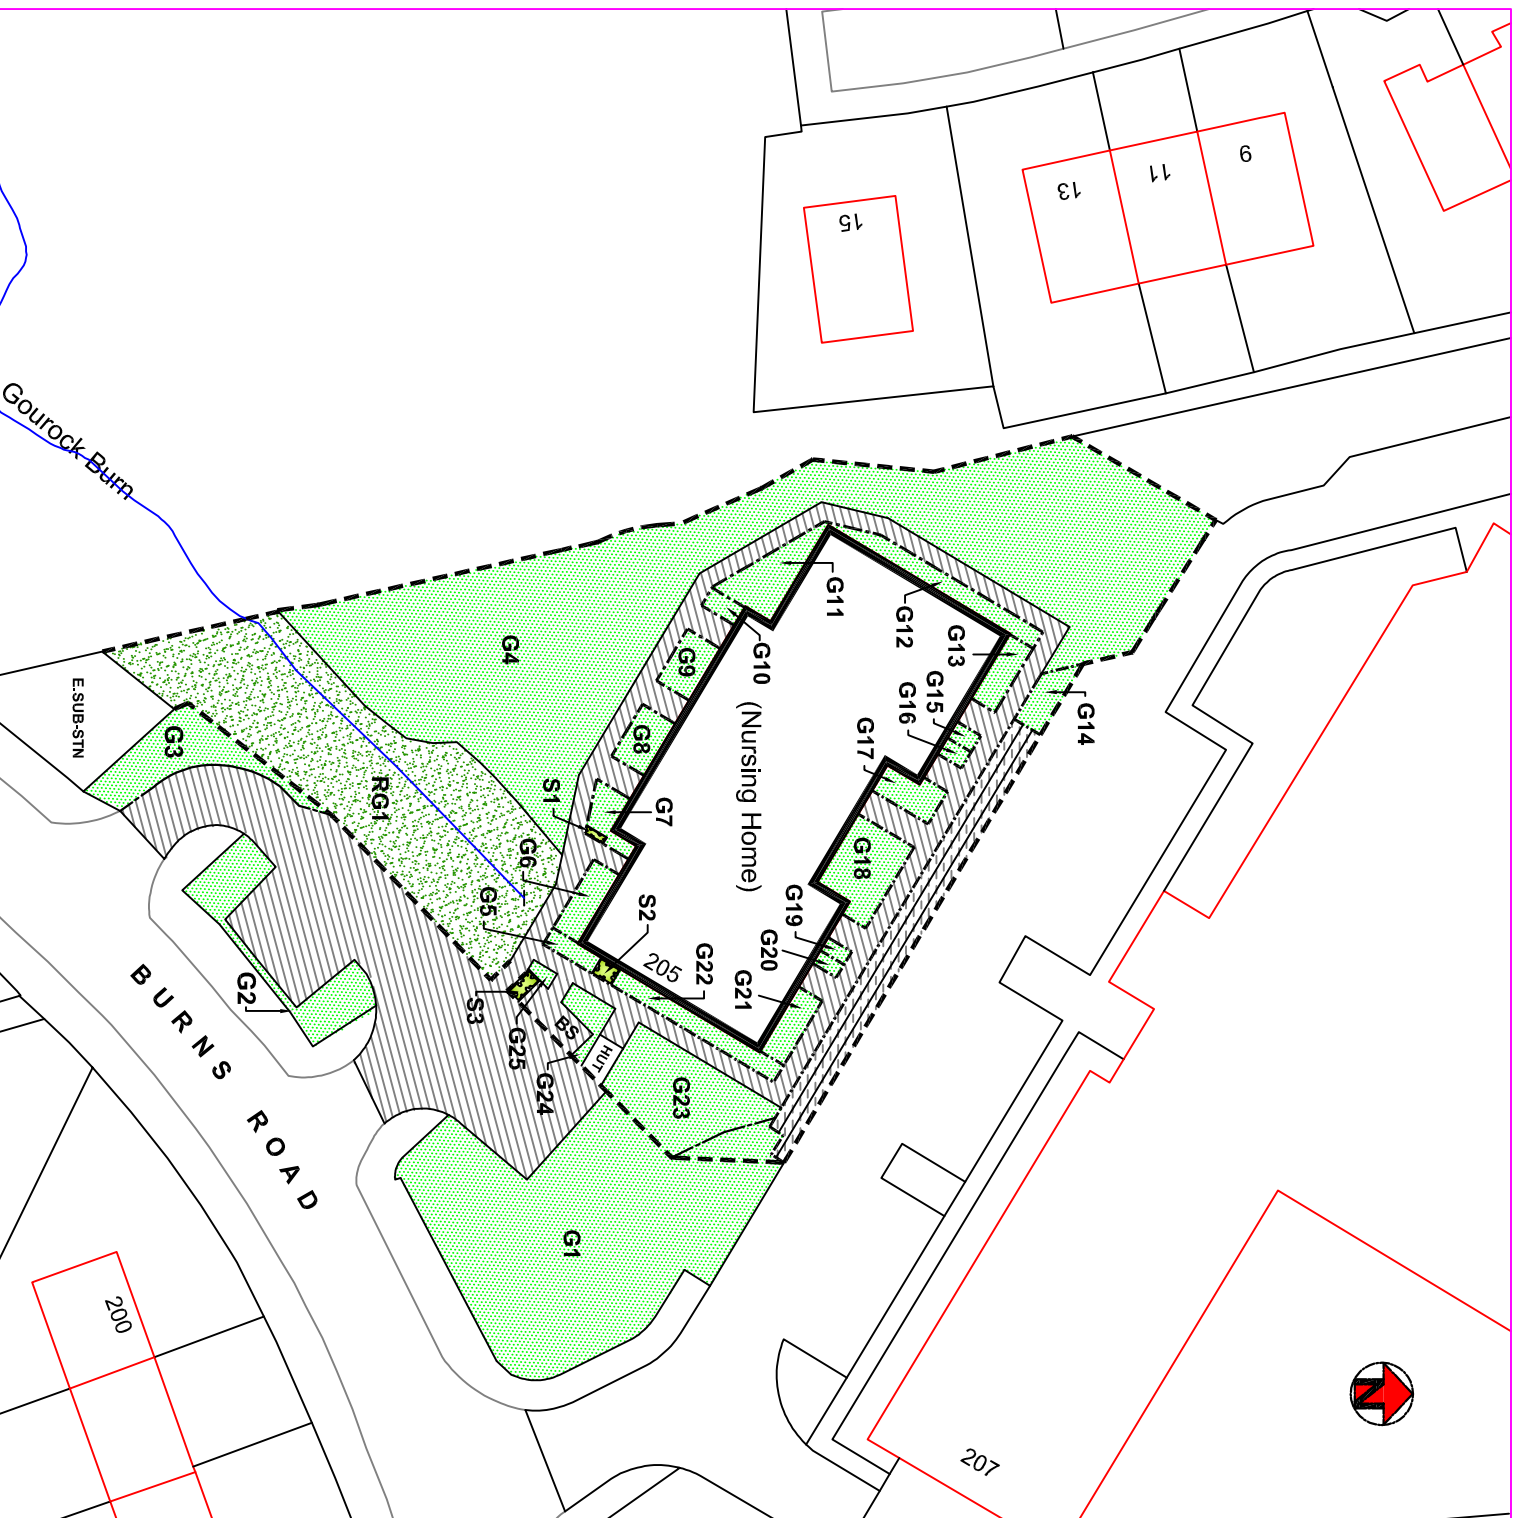 15
13
11
9
Gourock Burn
G11
G12
G13
G10
G4
G9
G15
G16
G14
E.SUB-STN
G3
G8
G17
(Nursing Home)
RG1
S1
G7
G6
G18
G5
S2
G19
G20
205
G22
G21
G2
S3
BS
G25
HUT
G24
G23
BURNS ROAD
G1
200
207
N